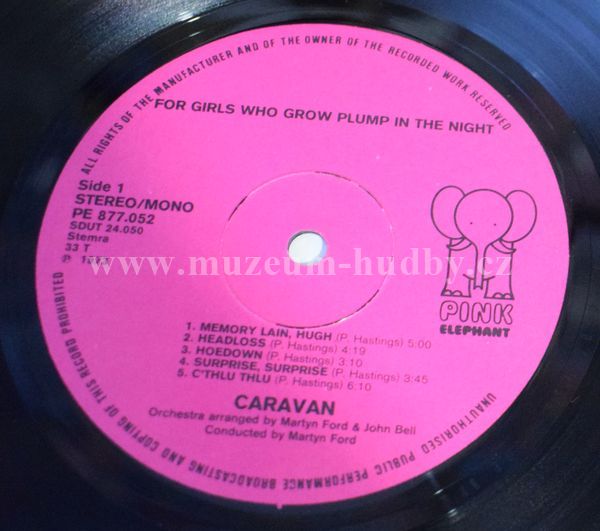 ALL RIGHTS OF THE MANUFACTURER AND OF THE OWNER OF THE RECORDED WORK RESERVED
FOR GIRLS WHO GROW PLUMP IN THE NIGHT
Side 1
STEREO/MONO
PE 877.052
SDUT 24.050
Stemra
33 T
℗
www.muzeum-hudby.cz
PINK
ELEPHANT
1. MEMORY LAIN, HUGH (P. Hastings) 5:00
2. HEADLOSS (P. Hastings) 4:19
3. HOEDOWN (P. Hastings) 3:10
4. SURPRISE, SURPRISE (P. Hastings) 3:45
5. C'THLU THLU (P. Hastings) 6:10
CARAVAN
Orchestra arranged by Martyn Ford & John Bell
Conducted by Martyn Ford
UNAUTHORISED PUBLIC PERFORMANCE BROADCASTING AND COPYING OF THIS RECORD PROHIBITED